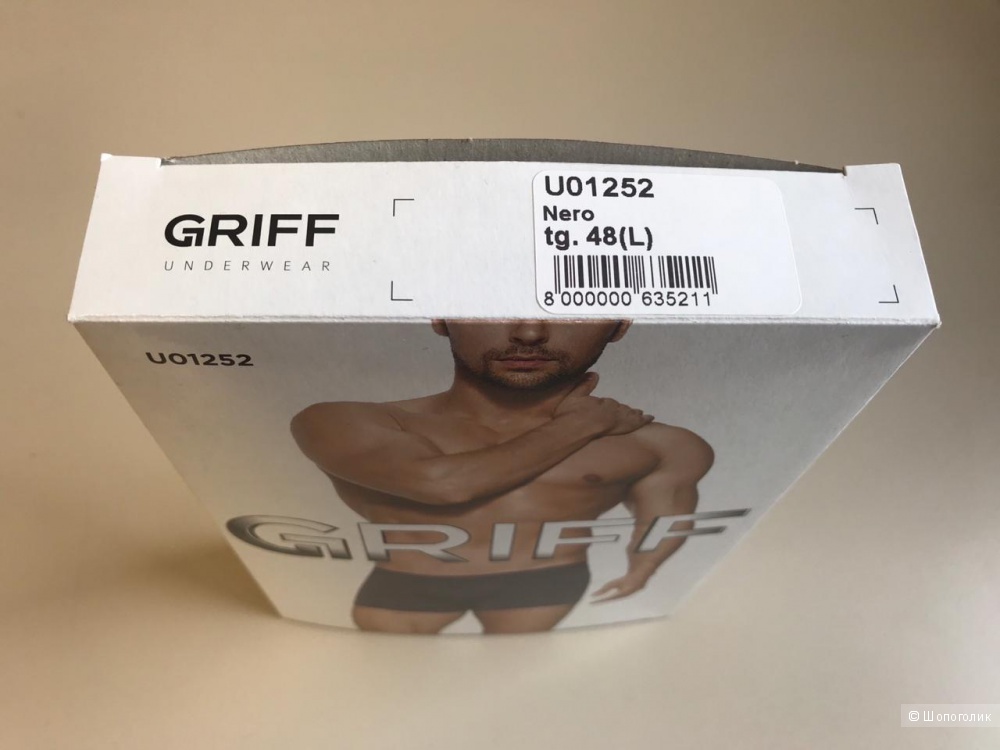 GRIFF
UNDERWEAR
U01252
Nero
tg. 48(L)
8 000000 635211
U01252
GRIFF
© Шопоголик